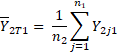 Ȳ₂T₁ = 1/n₂ ∑_{j=1}^{n₁} Y₂ⱼ₁